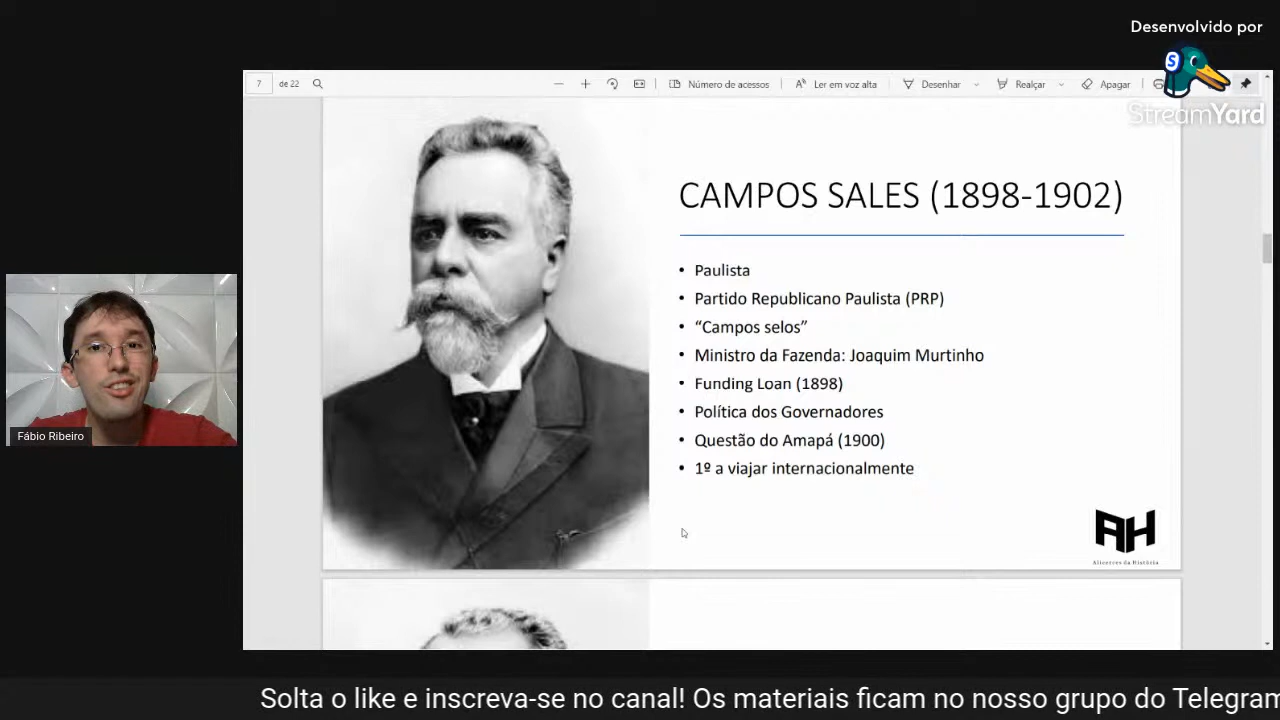 Desenvolvido por
StreamYard
7 de 22
Número de acessos
Ler em voz alta
Desenhar
Realçar
Apagar
CAMPOS SALES (1898-1902)
• Paulista
• Partido Republicano Paulista (PRP)
• “Campos selos”
• Ministro da Fazenda: Joaquim Murtinho
• Funding Loan (1898)
• Política dos Governadores
• Questão do Amapá (1900)
• 1º a viajar internacionalmente
AH
Alicerces da História
Fábio Ribeiro
Solta o like e inscreva-se no canal! Os materiais ficam no nosso grupo do Telegram